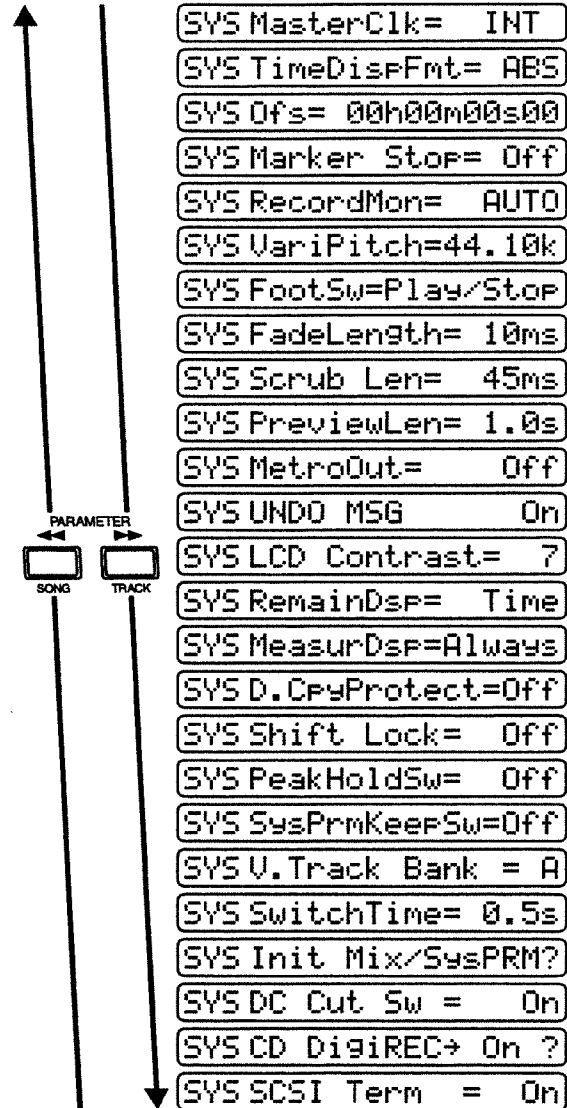 SYS MasterClk= INT
SYS TimeDispFmt= ABS
SYS Ofs= 00h00m00s00
SYS Marker Stop= Off
SYS RecordMon= AUTO
SYS VariPitch=44.10k
SYS FootSw=Play/Stop
SYS FadeLength= 10ms
SYS Scrub Len= 45ms
SYS PreviewLen= 1.0s
SYS MetroOut= Off
SYS UNDO MSG On
PARAMETER
SYS LCD Contrast= 7
SONG TRACK
SYS RemainDsp= Time
SYS MeasurDsp=Always
SYS D.CpyProtect=Off
SYS Shift Lock= Off
SYS PeakHoldSw= Off
SYS SysPrmKeepSw=Off
SYS V.Track Bank = A
SYS SwitchTime= 0.5s
SYS Init Mix/SysPRM?
SYS DC Cut Sw = On
SYS CD DigiREC→ On ?
SYS SCSI Term = On